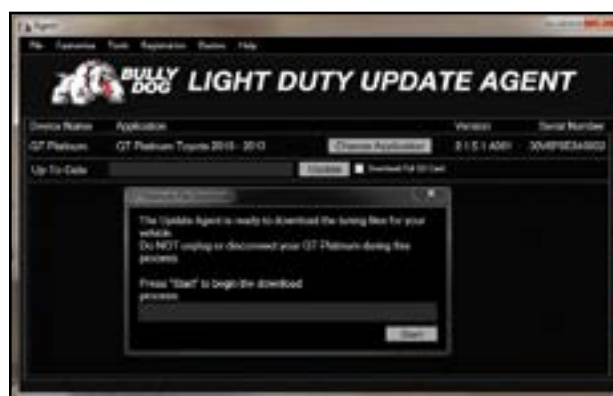 Agent
File Tools Registration Help
BULLY DOG LIGHT DUTY UPDATE AGENT
Device Name Application Version Serial Number
GT Platinum GT Platinum Toyota 2010 - 2013 Choose Application
Up To Date Update Download Full SD Card
The Update Agent is ready to download the tuning files for your
vehicle.
Do NOT unplug or disconnect your GT Platinum during this
process.
Press "Start" to begin the download
process.
Start